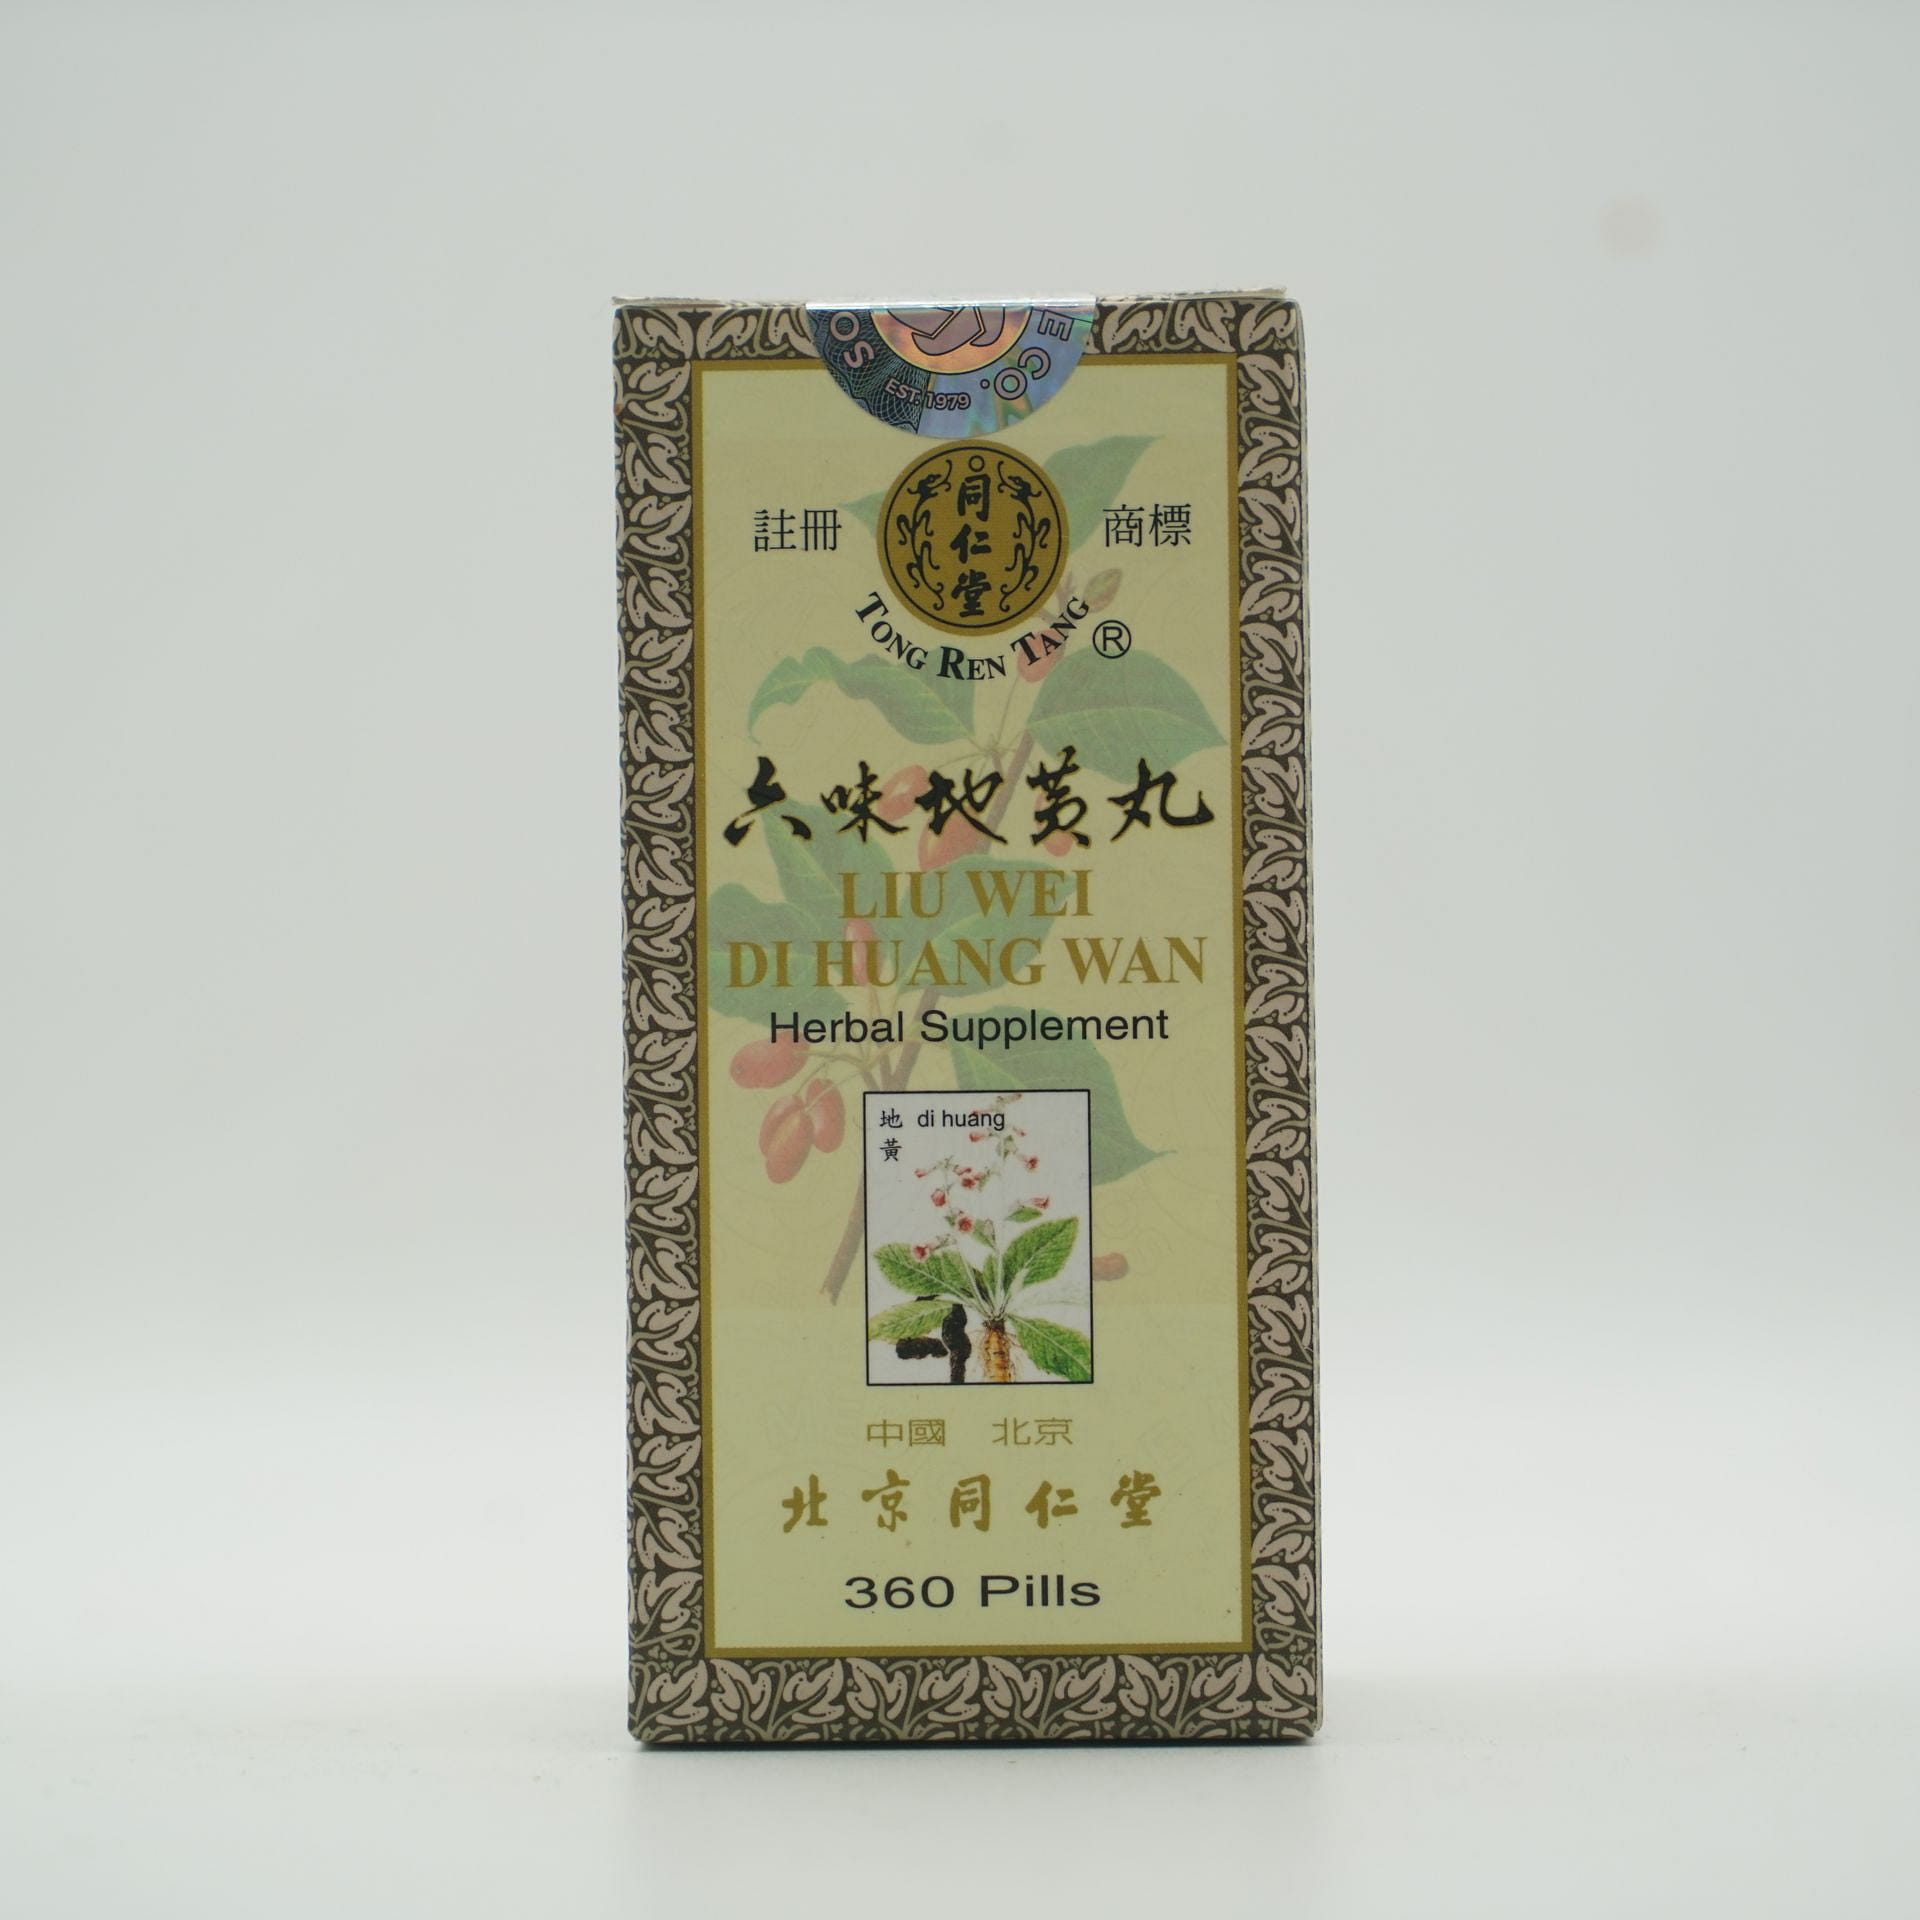 SO
E CO.
EST. 1979
同仁堂
註冊 商標
TONG REN TANG ®
六味地黄丸
LIU WEI
DI HUANG WAN
Herbal Supplement
地黃 di huang
中國 北京
北京同仁堂
360 Pills